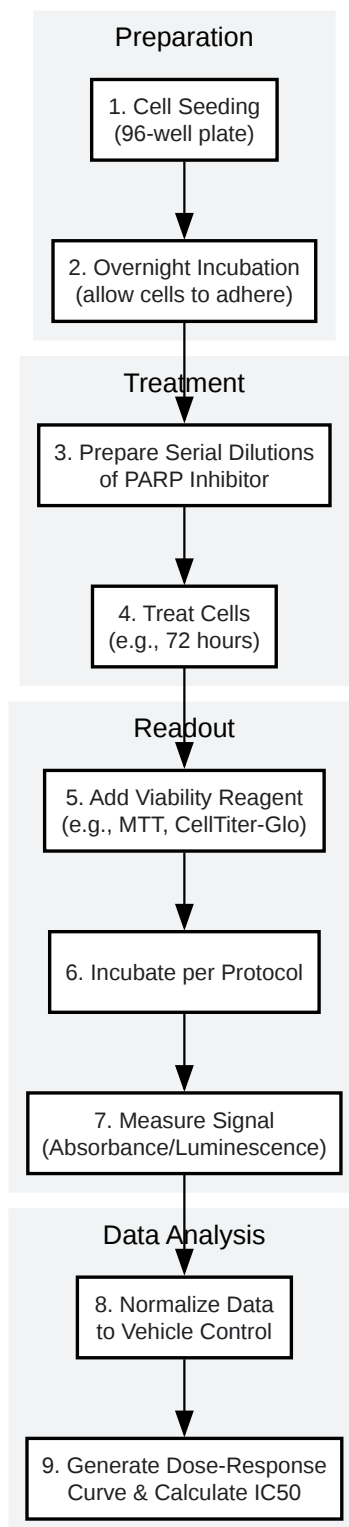 Preparation
1. Cell Seeding
(96-well plate)
2. Overnight Incubation
(allow cells to adhere)
Treatment
3. Prepare Serial Dilutions
of PARP Inhibitor
4. Treat Cells
(e.g., 72 hours)
Readout
5. Add Viability Reagent
(e.g., MTT, CellTiter-Glo)
6. Incubate per Protocol
7. Measure Signal
(Absorbance/Luminescence)
Data Analysis
8. Normalize Data
to Vehicle Control
9. Generate Dose-Response
Curve & Calculate IC50